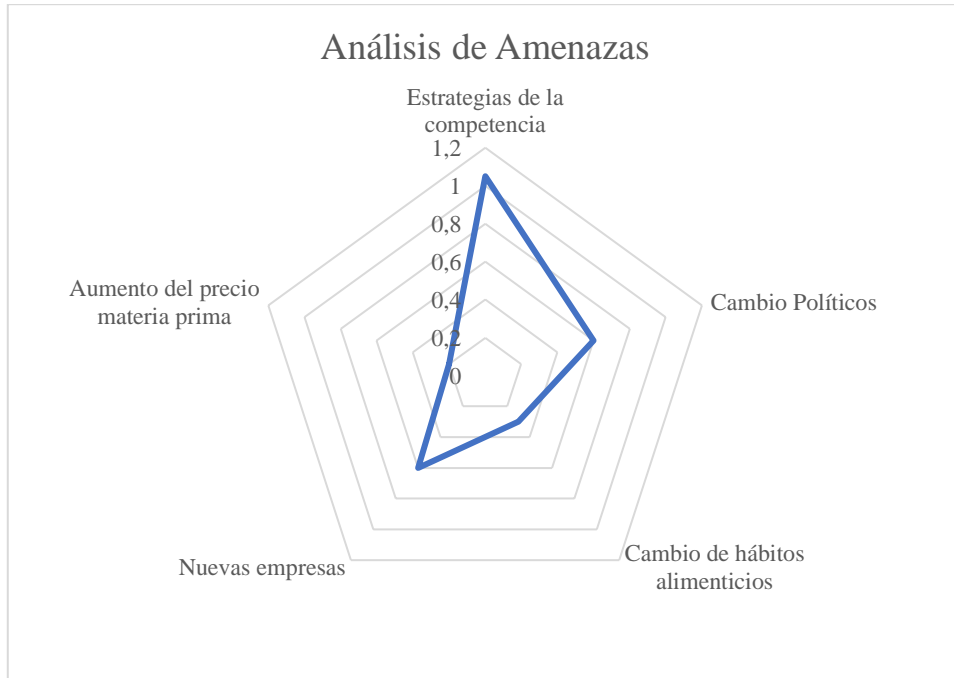 Análisis de Amenazas
Estrategias de la
competencia
1,2
1
0,8
0,6
0,4
0,2
0
Cambio Políticos
Cambio de hábitos
alimenticios
Nuevas empresas
Aumento del precio
materia prima